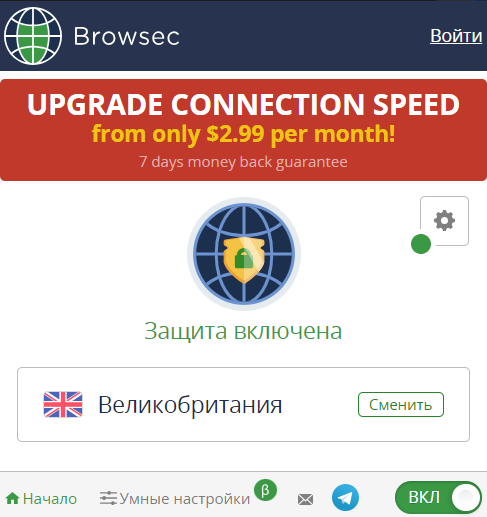 Browsec
Войти
UPGRADE CONNECTION SPEED
from only $2.99 per month!
7 days money back guarantee
Защита включена
Великобритания
Сменить
Начало
Умные настройки
β
ВКЛ